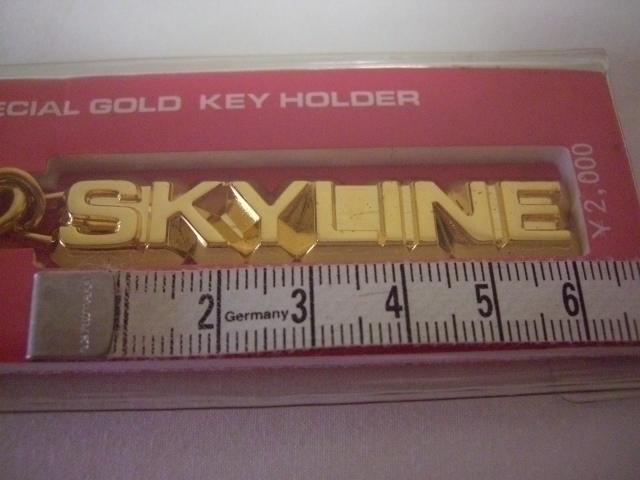 ECIAL GOLD KEY HOLDER
SKYLINE
¥2,000
2 Germany 3 4 5 6